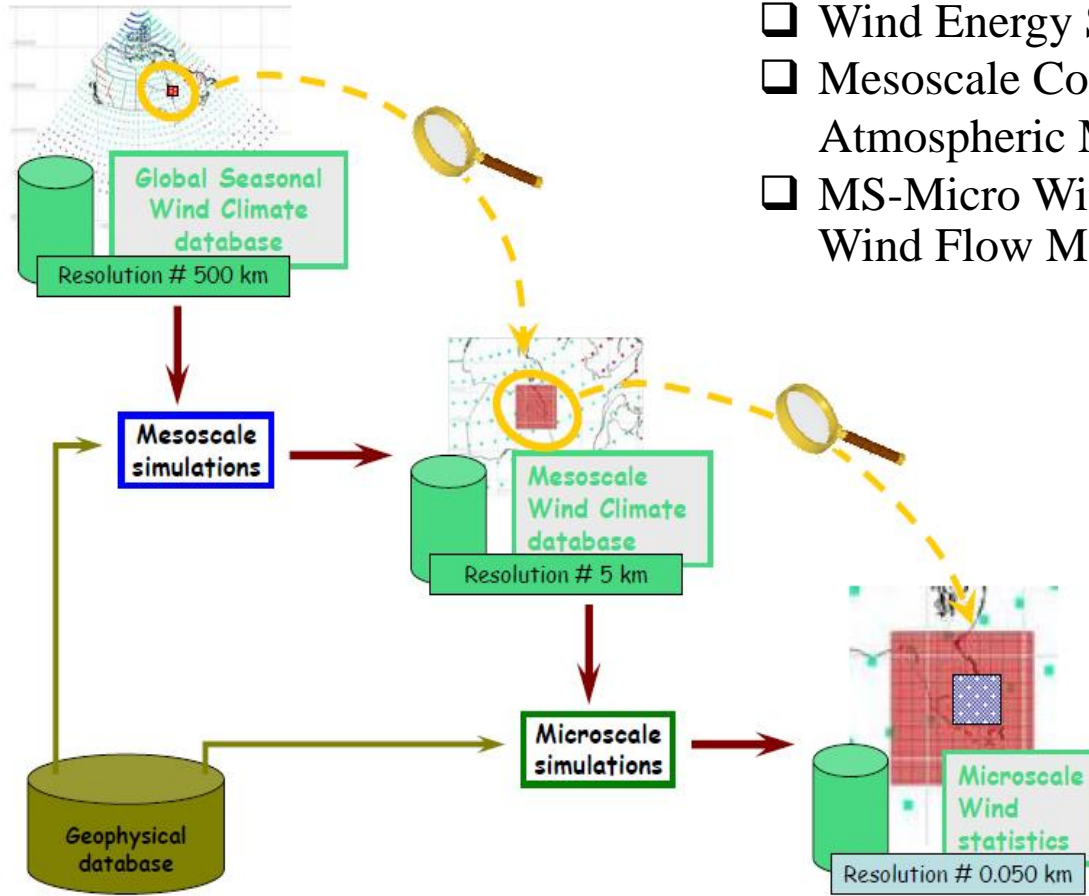 ❑ Wind Energy S
❑ Mesoscale Co
Atmospheric M
❑ MS-Micro Wi
Wind Flow M
Global Seasonal
Wind Climate
database
Resolution # 500 km
Mesoscale
simulations
Mesoscale
Wind Climate
database
Resolution # 5 km
Microscale
simulations
Microscale
Wind
statistics
Resolution # 0.050 km
Geophysical
database